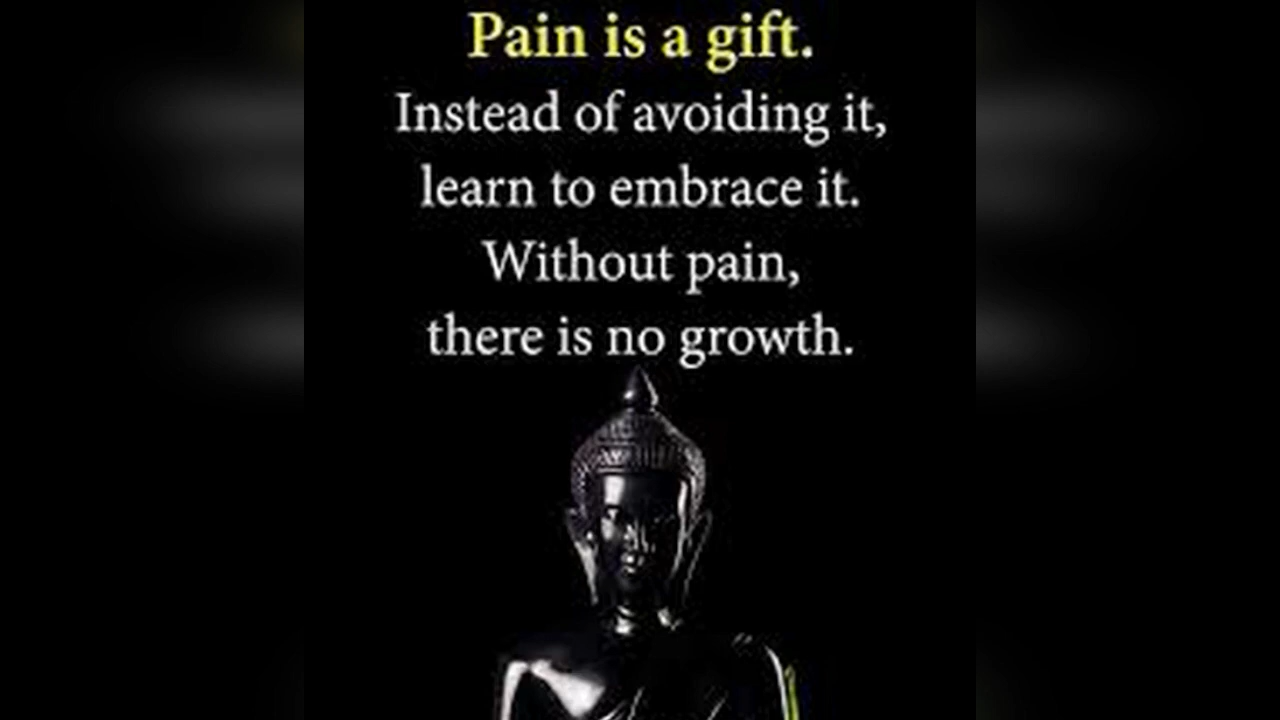 Pain is a gift.
Instead of avoiding it,
learn to embrace it.
Without pain,
there is no growth.